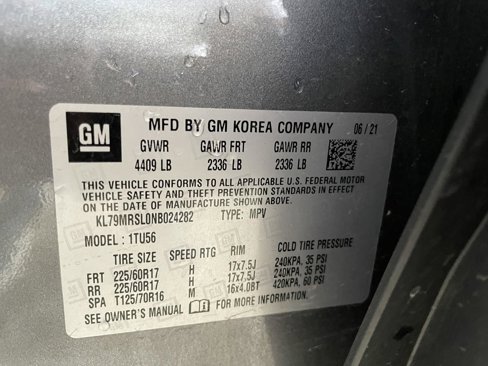 GM
MFD BY GM KOREA COMPANY 06 / 21
GVWR GAWR FRT GAWR RR
4409 LB 2336 LB 2336 LB
THIS VEHICLE CONFORMS TO ALL APPLICABLE U.S. FEDERAL MOTOR
VEHICLE SAFETY AND THEFT PREVENTION STANDARDS IN EFFECT
ON THE DATE OF MANUFACTURE SHOWN ABOVE.
KL79MRSL0NB024282 TYPE: MPV
MODEL : 1TU56
TIRE SIZE SPEED RTG RIM COLD TIRE PRESSURE
FRT 225/60R17 H 17x7.5J 240KPA, 35 PSI
RR 225/60R17 H 17x7.5J 240KPA, 35 PSI
SPA T125/70R16 M 16x4.0BT 420KPA, 60 PSI
SEE OWNER'S MANUAL FOR MORE INFORMATION.